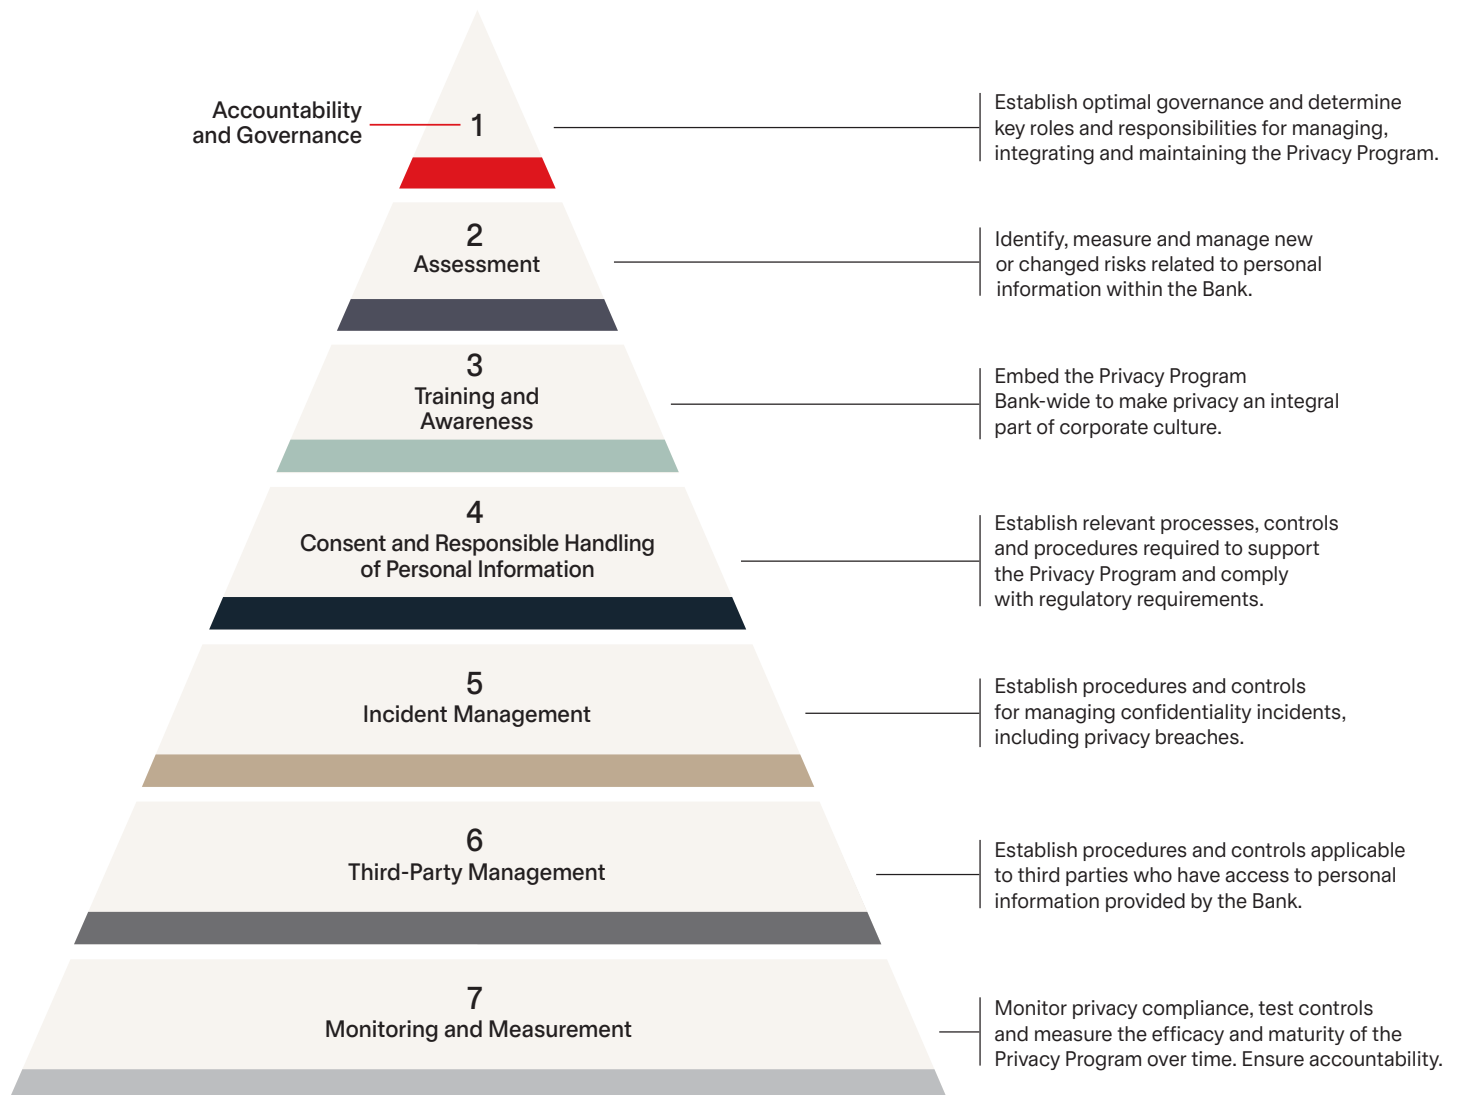 Accountability
and Governance
1
Establish optimal governance and determine
key roles and responsibilities for managing,
integrating and maintaining the Privacy Program.
2
Assessment
Identify, measure and manage new
or changed risks related to personal
information within the Bank.
3
Training and
Awareness
Embed the Privacy Program
Bank-wide to make privacy an integral
part of corporate culture.
4
Consent and Responsible Handling
of Personal Information
Establish relevant processes, controls
and procedures required to support
the Privacy Program and comply
with regulatory requirements.
5
Incident Management
Establish procedures and controls
for managing confidentiality incidents,
including privacy breaches.
6
Third-Party Management
Establish procedures and controls applicable
to third parties who have access to personal
information provided by the Bank.
7
Monitoring and Measurement
Monitor privacy compliance, test controls
and measure the efficacy and maturity of the
Privacy Program over time. Ensure accountability.